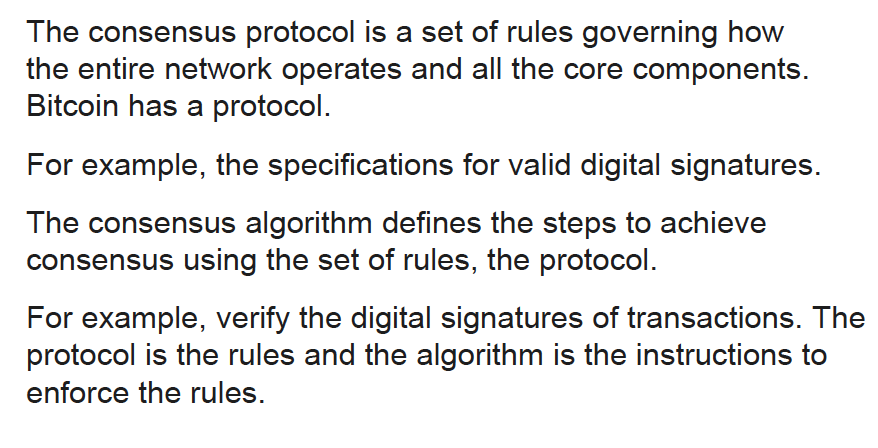 The consensus protocol is a set of rules governing how
the entire network operates and all the core components.
Bitcoin has a protocol.
For example, the specifications for valid digital signatures.
The consensus algorithm defines the steps to achieve
consensus using the set of rules, the protocol.
For example, verify the digital signatures of transactions. The
protocol is the rules and the algorithm is the instructions to
enforce the rules.